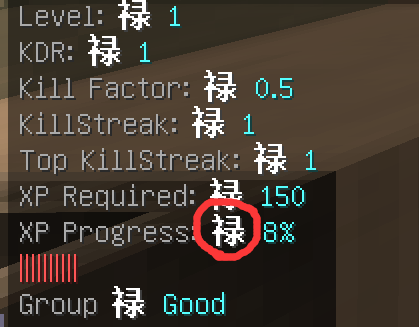 Level: 禄 1
KDR: 禄 1
Kill Factor: 禄 0.5
KillStreak: 禄 1
Top KillStreak: 禄 1
XP Required: 禄 150
XP Progress: 禄 8%
||||||||||
Group 禄 Good